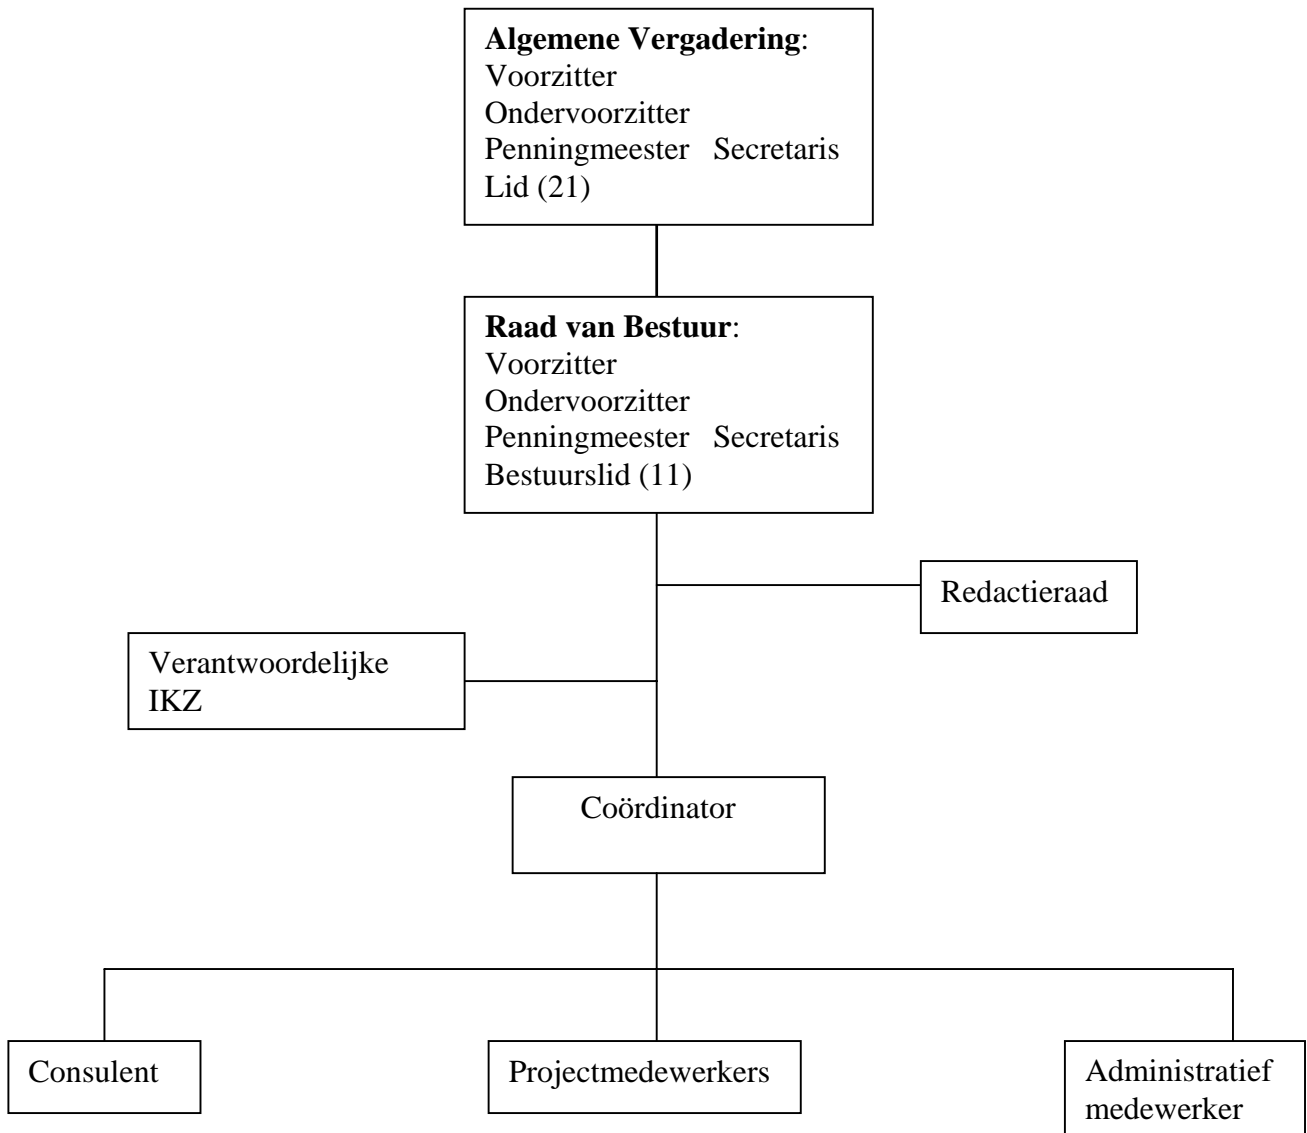 Algemene Vergadering:
Voorzitter
Ondervoorzitter
Penningmeester Secretaris
Lid (21)
Raad van Bestuur:
Voorzitter
Ondervoorzitter
Penningmeester Secretaris
Bestuurslid (11)
Redactieraad
Verantwoordelijke
IKZ
Coördinator
Consulent
Projectmedewerkers
Administratief
medewerker